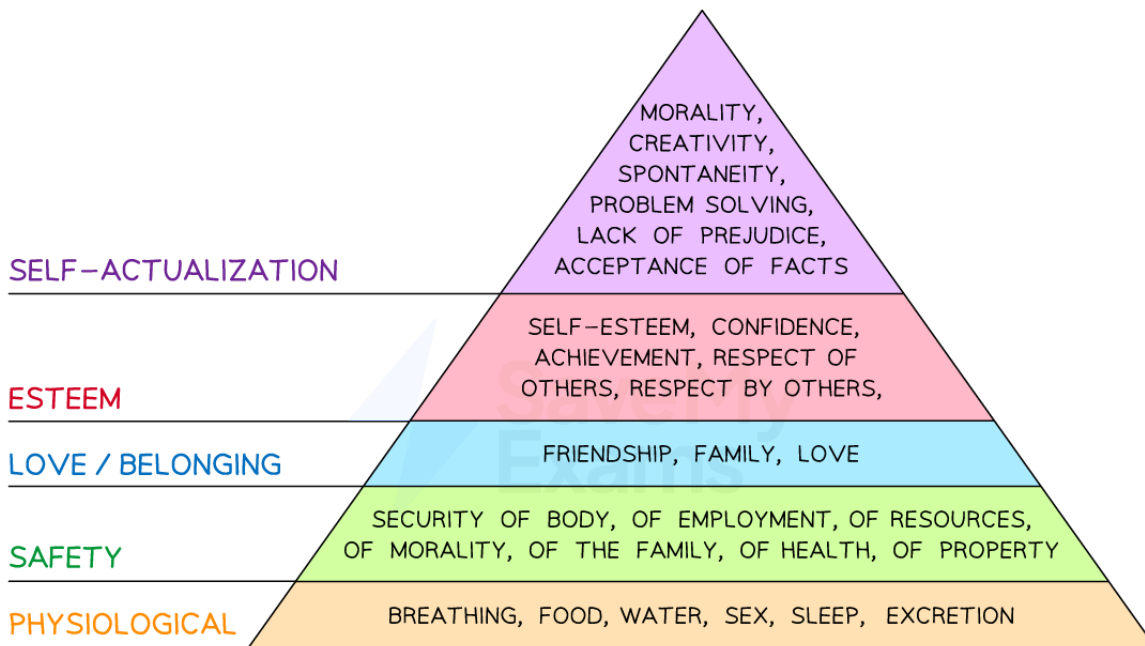 MORALITY,
CREATIVITY,
SPONTANEITY,
PROBLEM SOLVING,
LACK OF PREJUDICE,
ACCEPTANCE OF FACTS
SELF-ACTUALIZATION
SELF-ESTEEM, CONFIDENCE,
ACHIEVEMENT, RESPECT OF
OTHERS, RESPECT BY OTHERS,
ESTEEM
SaveMy
Exams
FRIENDSHIP, FAMILY, LOVE
LOVE / BELONGING
SECURITY OF BODY, OF EMPLOYMENT, OF RESOURCES,
OF MORALITY, OF THE FAMILY, OF HEALTH, OF PROPERTY
SAFETY
BREATHING, FOOD, WATER, SEX, SLEEP, EXCRETION
PHYSIOLOGICAL